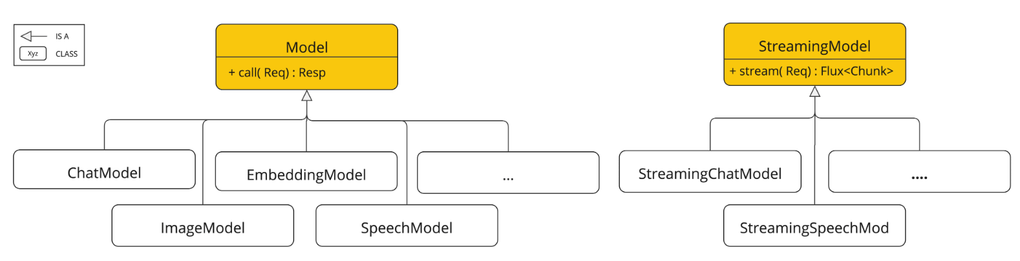 IS A
Xyz CLASS
Model
+ call( Req) : Resp
StreamingModel
+ stream( Req) : Flux<Chunk>
ChatModel
EmbeddingModel
...
StreamingChatModel
....
ImageModel
SpeechModel
StreamingSpeechMod